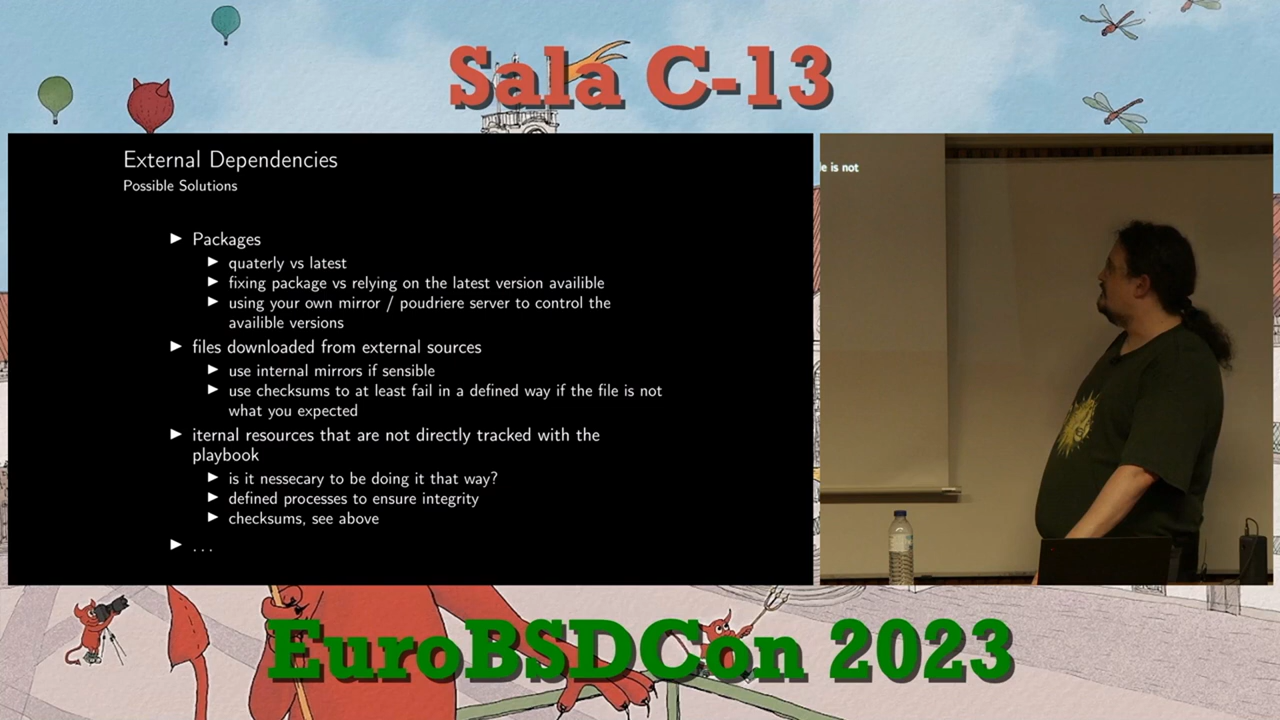 Sala C-13
External Dependencies
Possible Solutions
Packages
quaterly vs latest
fixing package vs relying on the latest version availible
using your own mirror / poudriere server to control the
availible versions
files downloaded from external sources
use internal mirrors if sensible
use checksums to at least fail in a defined way if the file is not
what you expected
iternal resources that are not directly tracked with the
playbook
is it nessecary to be doing it that way?
defined processes to ensure integrity
checksums, see above
...
le is not
EuroBSDCon 2023